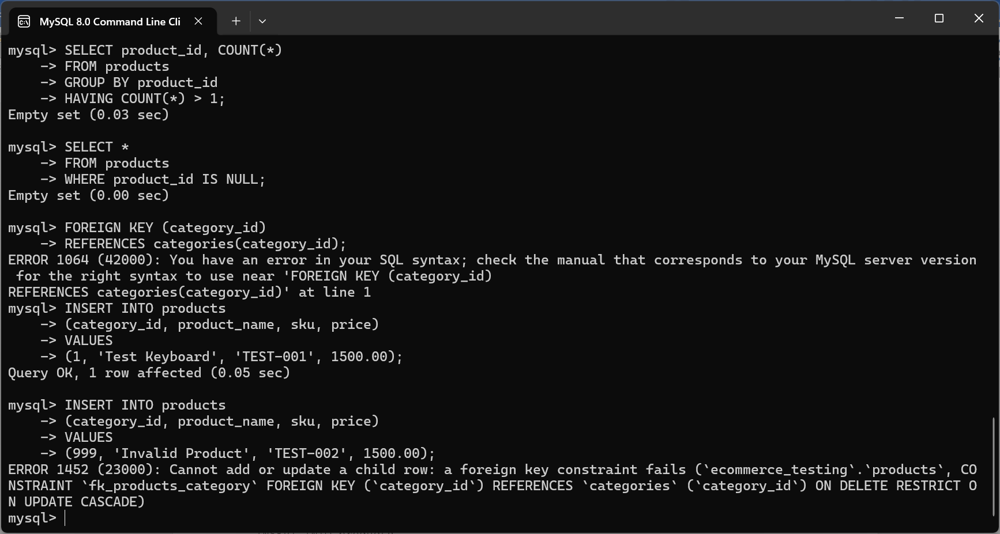 MySQL 8.0 Command Line Cli
mysql> SELECT product_id, COUNT(*)
    -> FROM products
    -> GROUP BY product_id
    -> HAVING COUNT(*) > 1;
Empty set (0.03 sec)

mysql> SELECT *
    -> FROM products
    -> WHERE product_id IS NULL;
Empty set (0.00 sec)

mysql> FOREIGN KEY (category_id)
    -> REFERENCES categories(category_id);
ERROR 1064 (42000): You have an error in your SQL syntax; check the manual that corresponds to your MySQL server version
 for the right syntax to use near 'FOREIGN KEY (category_id)
REFERENCES categories(category_id)' at line 1
mysql> INSERT INTO products
    -> (category_id, product_name, sku, price)
    -> VALUES
    -> (1, 'Test Keyboard', 'TEST-001', 1500.00);
Query OK, 1 row affected (0.05 sec)

mysql> INSERT INTO products
    -> (category_id, product_name, sku, price)
    -> VALUES
    -> (999, 'Invalid Product', 'TEST-002', 1500.00);
ERROR 1452 (23000): Cannot add or update a child row: a foreign key constraint fails (`ecommerce_testing`.`products`, CO
NSTRAINT `fk_products_category` FOREIGN KEY (`category_id`) REFERENCES `categories` (`category_id`) ON DELETE RESTRICT O
N UPDATE CASCADE)
mysql>